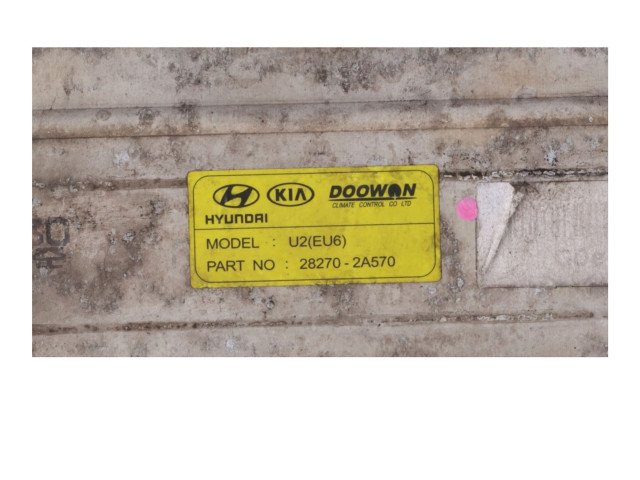 HYUNDAI KIA DOOWON
CLIMATE CONTROL CO LTD
MODEL : U2(EU6)
PART NO : 28270-2A570